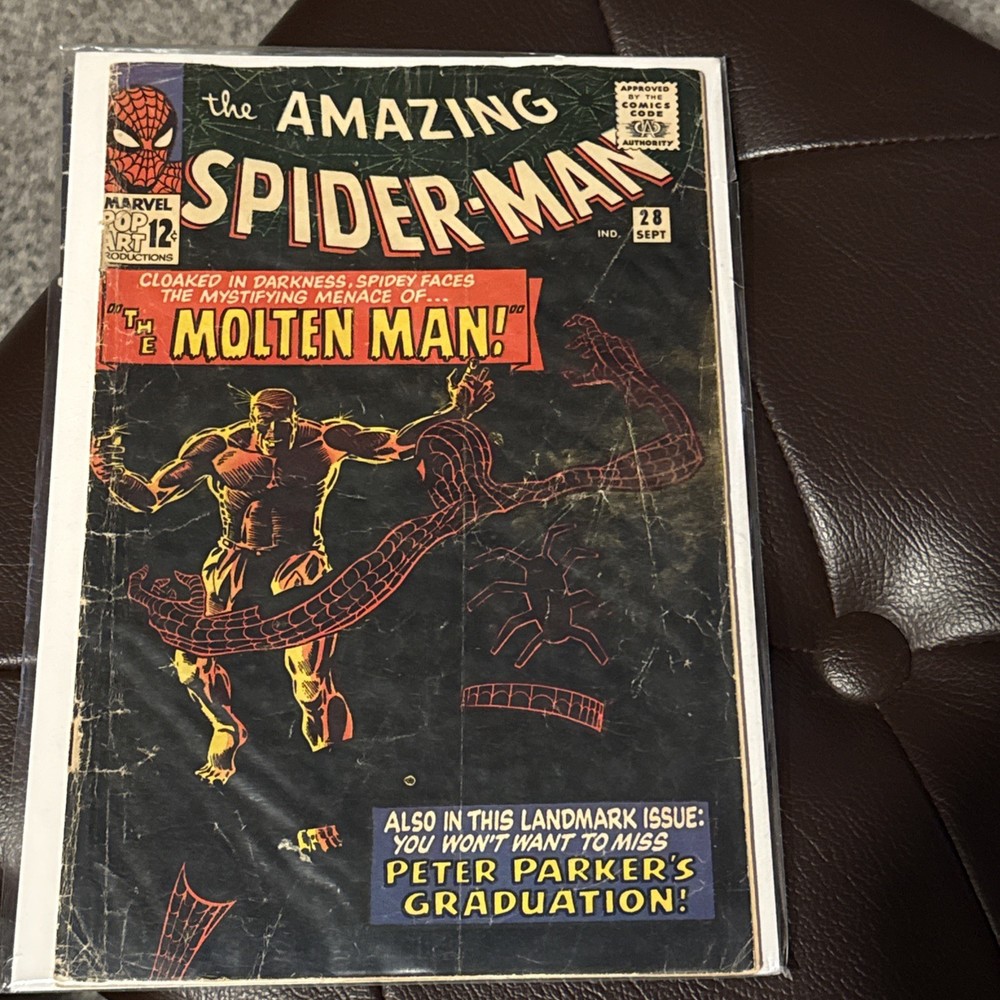 the AMAZING
SPIDER-MAN
APPROVED
BY THE
COMICS
CODE
CA
AUTHORITY
MARVEL
POP
ART
12¢
RODUCTIONS
IND.
28
SEPT
CLOAKED IN DARKNESS, SPIDEY FACES
THE MYSTIFYING MENACE OF...
"THE MOLTEN MAN!"
ALSO IN THIS LANDMARK ISSUE:
YOU WON'T WANT TO MISS
PETER PARKER'S
GRADUATION!